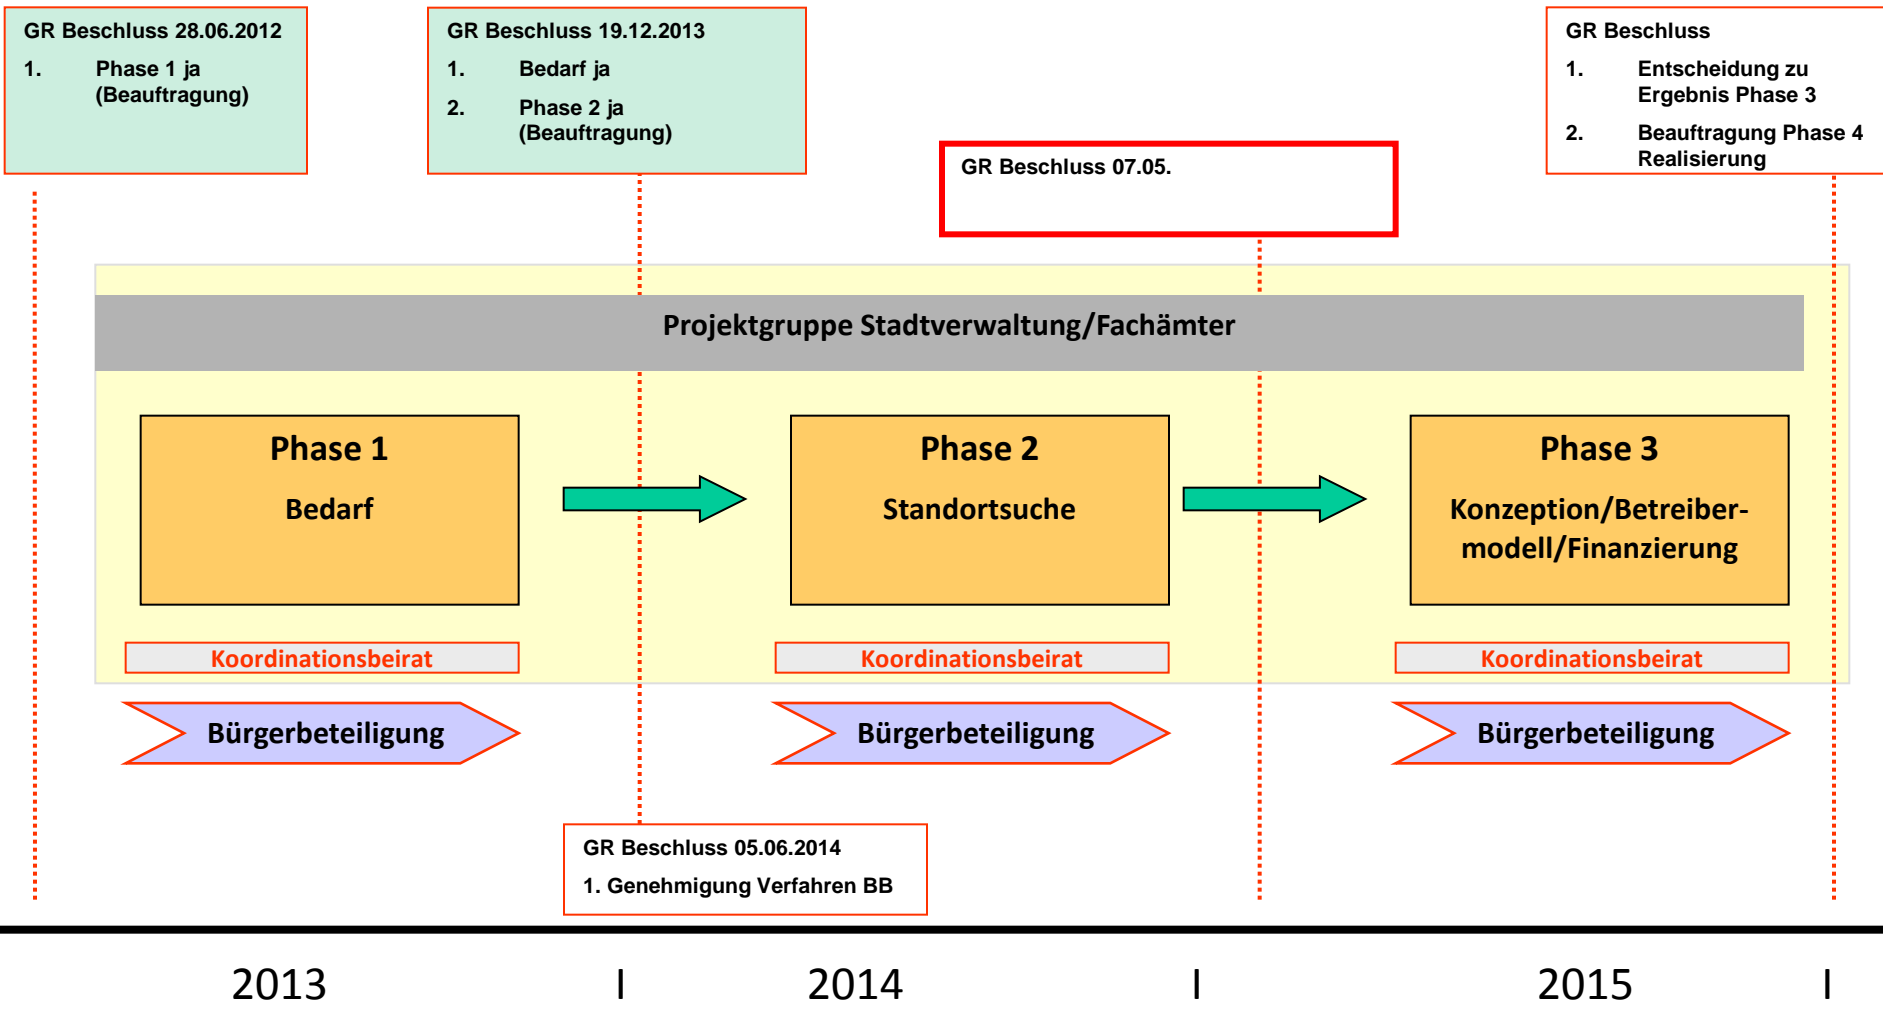 GR Beschluss 28.06.2012
1. Phase 1 ja
(Beauftragung)
GR Beschluss 19.12.2013
1. Bedarf ja
2. Phase 2 ja
(Beauftragung)
GR Beschluss 07.05.
GR Beschluss
1. Entscheidung zu
Ergebnis Phase 3
2. Beauftragung Phase 4
Realisierung
Projektgruppe Stadtverwaltung/Fachämter
Phase 1
Bedarf
Phase 2
Standortsuche
Phase 3
Konzeption/Betreiber-
modell/Finanzierung
Koordinationsbeirat
Koordinationsbeirat
Koordinationsbeirat
Bürgerbeteiligung
Bürgerbeteiligung
Bürgerbeteiligung
GR Beschluss 05.06.2014
1. Genehmigung Verfahren BB
2013 I 2014 I 2015 I